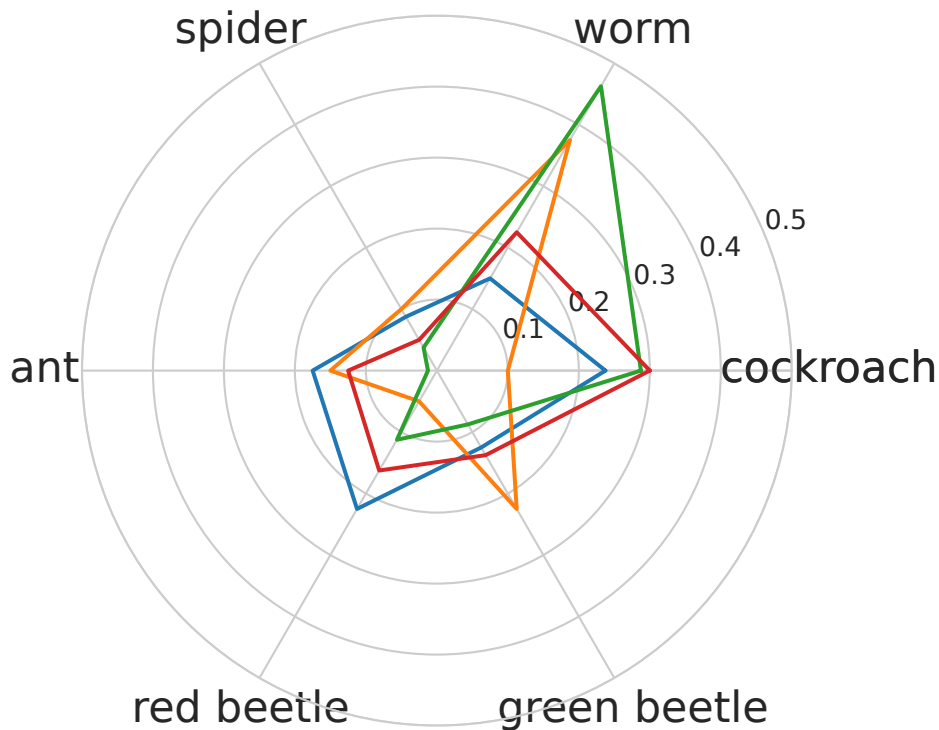 spider
worm
0.5
0.4
0.3
0.2
0.1
ant
cockroach
red beetle
green beetle